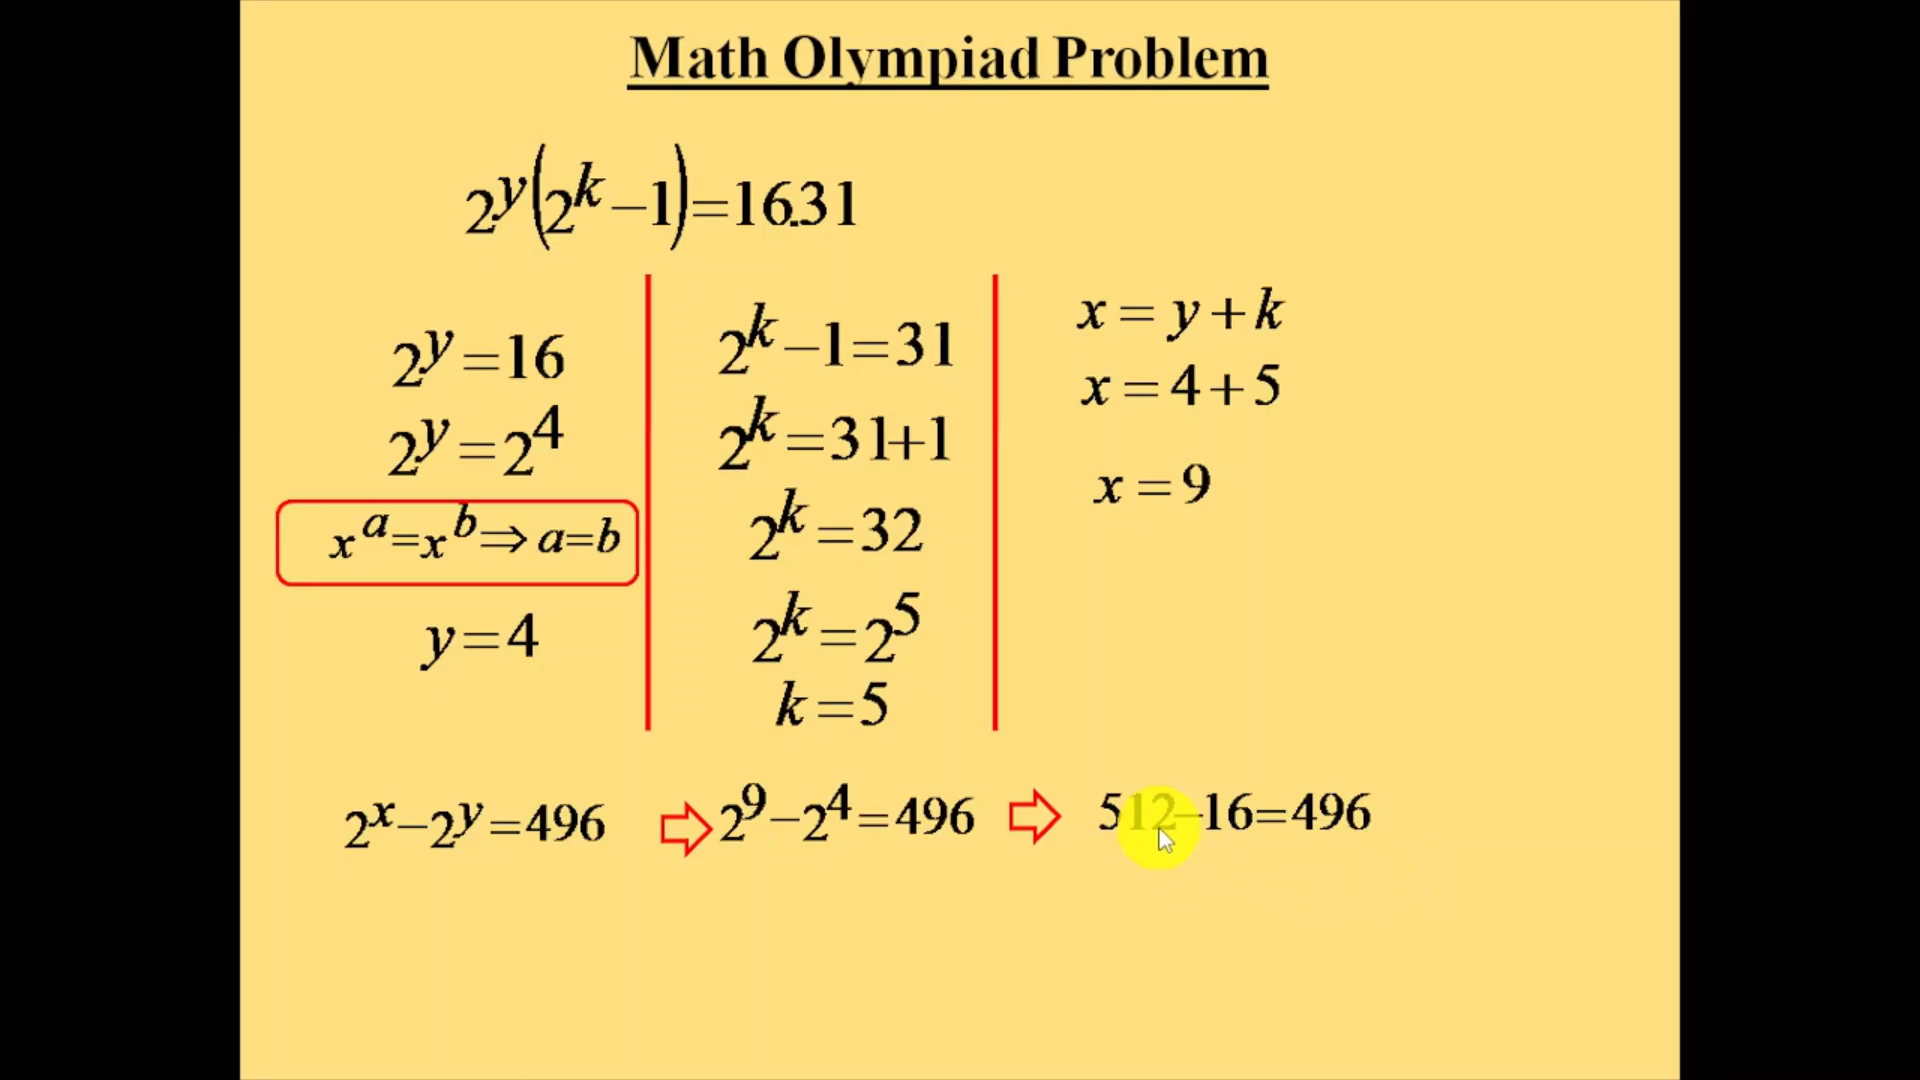 Math Olympiad Problem
2^y(2^k−1)=16.31
2^y=16
2^y=2^4
x^a=x^b⇒a=b
y=4
2^k−1=31
2^k=31+1
2^k=32
2^k=2^5
k=5
x=y+k
x=4+5
x=9
2^x−2^y=496 ⇨ 2^9−2^4=496 ⇨ 512−16=496